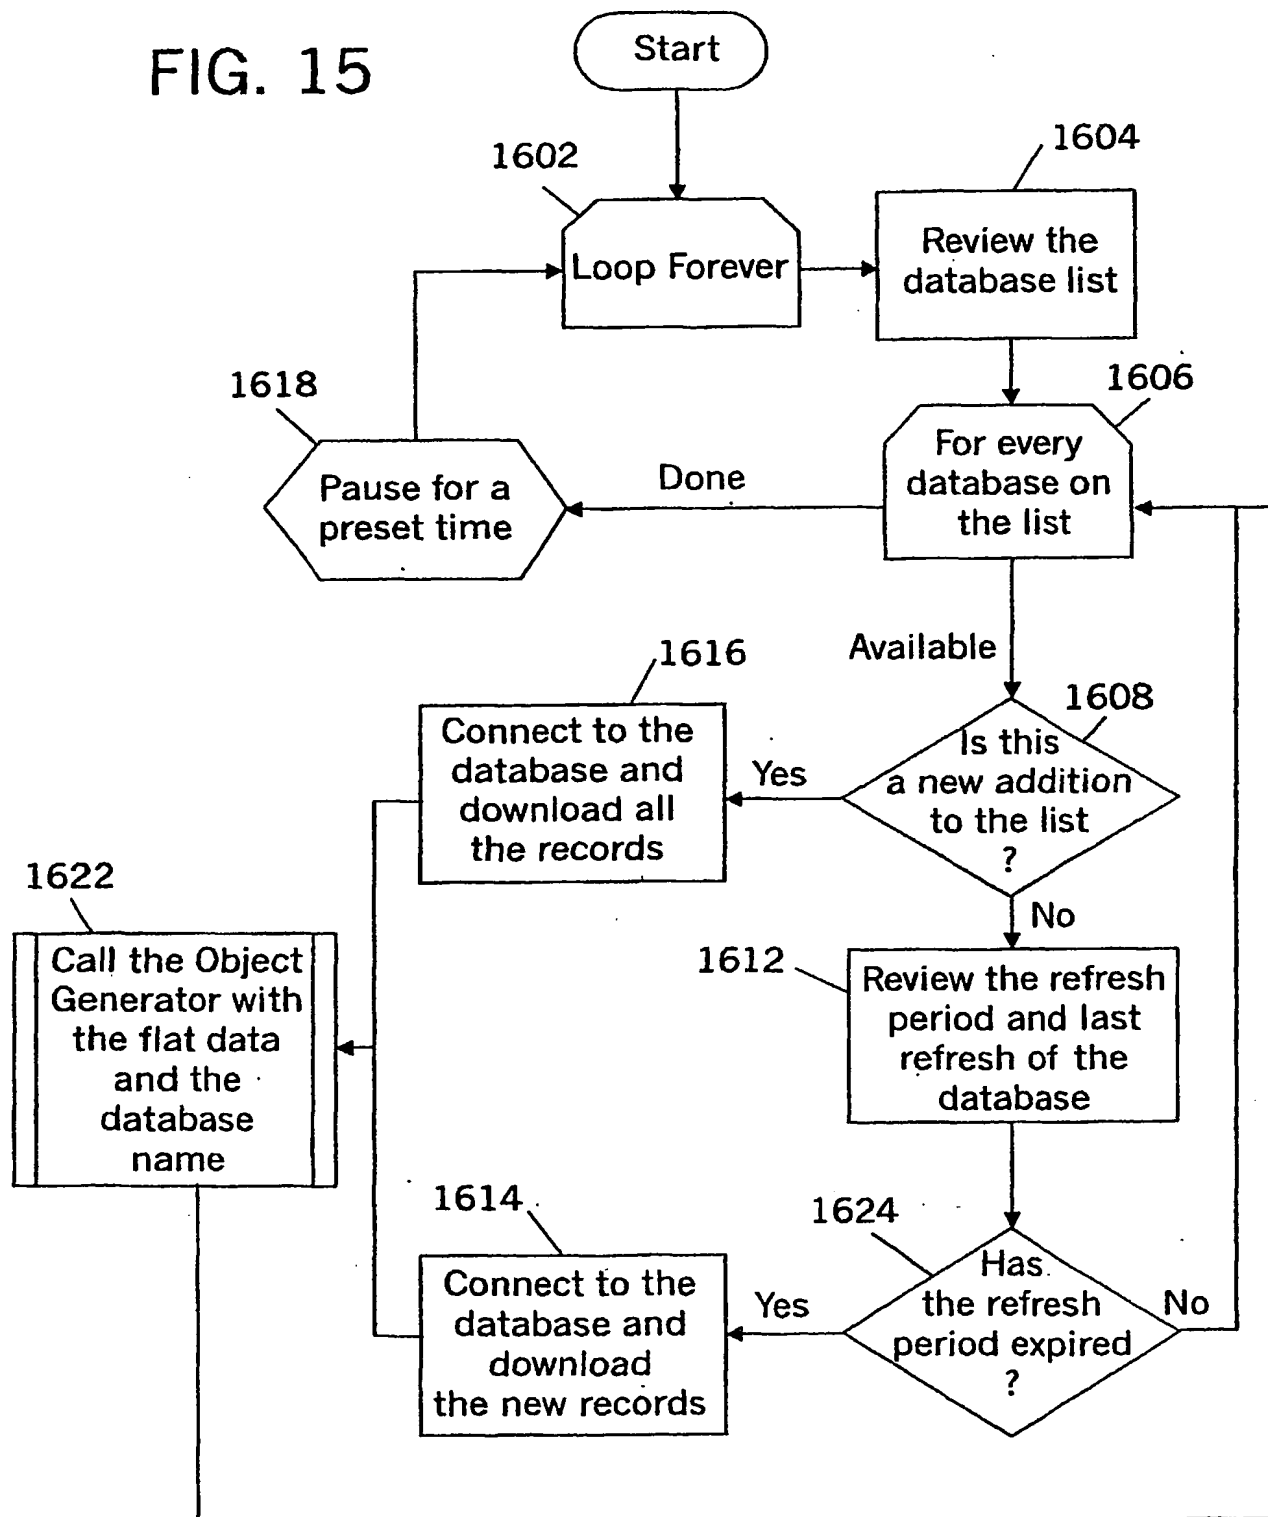 FIG. 15
Start
1602
Loop Forever
1604
Review the
database list
1606
For every
database on
the list
Done
1618
Pause for a
preset time
Available
1608
Is this
a new addition
to the list
?
Yes
1616
Connect to the
database and
download all
the records
No
1612
Review the refresh
period and last
refresh of the
database
1622
Call the Object
Generator with
the flat data
and the
database
name
1624
Has
the refresh
period expired
?
No
Yes
1614
Connect to the
database and
download
the new records